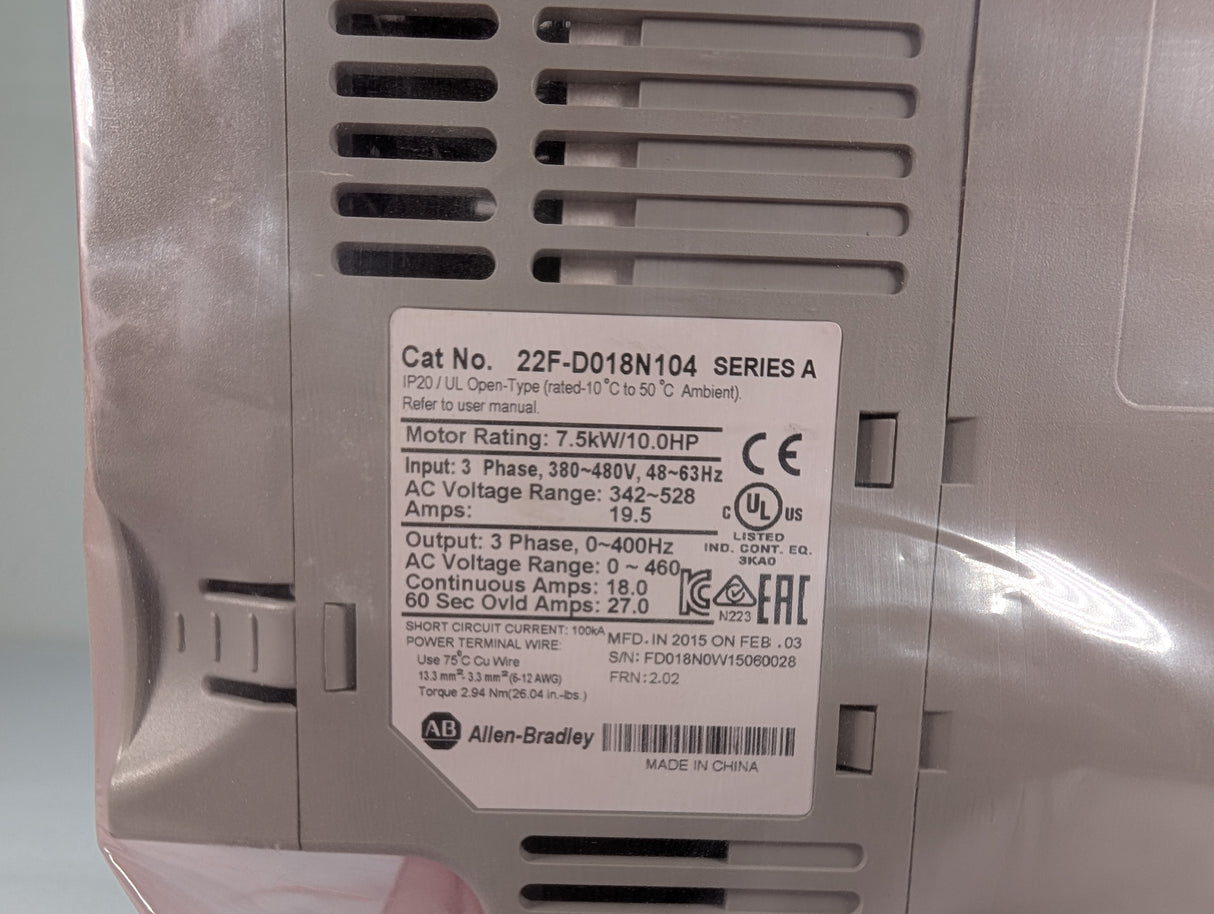 Cat No. 22F-D018N104 SERIES A
IP20 / UL Open-Type (rated-10°C to 50 °C Ambient).
Refer to user manual.
Motor Rating: 7.5kW/10.0HP
CE
Input: 3 Phase, 380~480V, 48~63Hz
AC Voltage Range: 342~528
Amps: 19.5
C UL US
LISTED
IND. CONT. EQ.
3KA0
Output: 3 Phase, 0~400Hz
AC Voltage Range: 0 ~ 460
Continuous Amps: 18.0
60 Sec Ovld Amps: 27.0
KC
N223
EAC
SHORT CIRCUIT CURRENT: 100kA
POWER TERMINAL WIRE:
Use 75°C Cu Wire
13.3 mm²- 3.3 mm²(6-12 AWG)
Torque 2.94 Nm(26.04 in.-lbs.)
MFD. IN 2015 ON FEB .03
S/N: FD018N0W15060028
FRN:2.02
AB Allen-Bradley
MADE IN CHINA